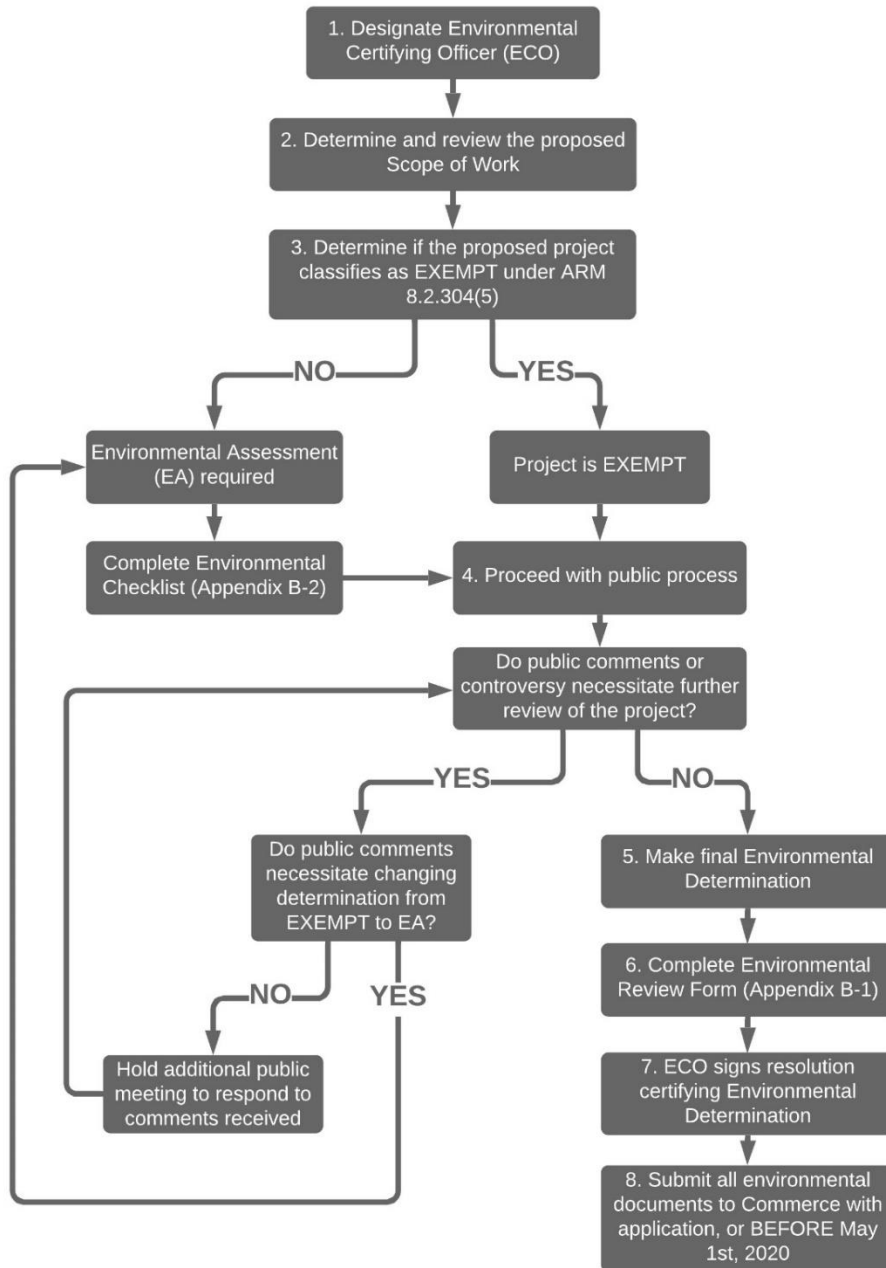 1. Designate Environmental
Certifying Officer (ECO)
2. Determine and review the proposed
Scope of Work
3. Determine if the proposed project
classifies as EXEMPT under ARM
8.2.304(5)
NO
YES
Environmental Assessment
(EA) required
Project is EXEMPT
Complete Environmental
Checklist (Appendix B-2)
4. Proceed with public process
Do public comments or
controversy necessitate further
review of the project?
YES
NO
Do public comments
necessitate changing
determination from
EXEMPT to EA?
5. Make final Environmental
Determination
6. Complete Environmental
Review Form (Appendix B-1)
NO
YES
Hold additional public
meeting to respond to
comments received
7. ECO signs resolution
certifying Environmental
Determination
8. Submit all environmental
documents to Commerce with
application, or BEFORE May
1st, 2020